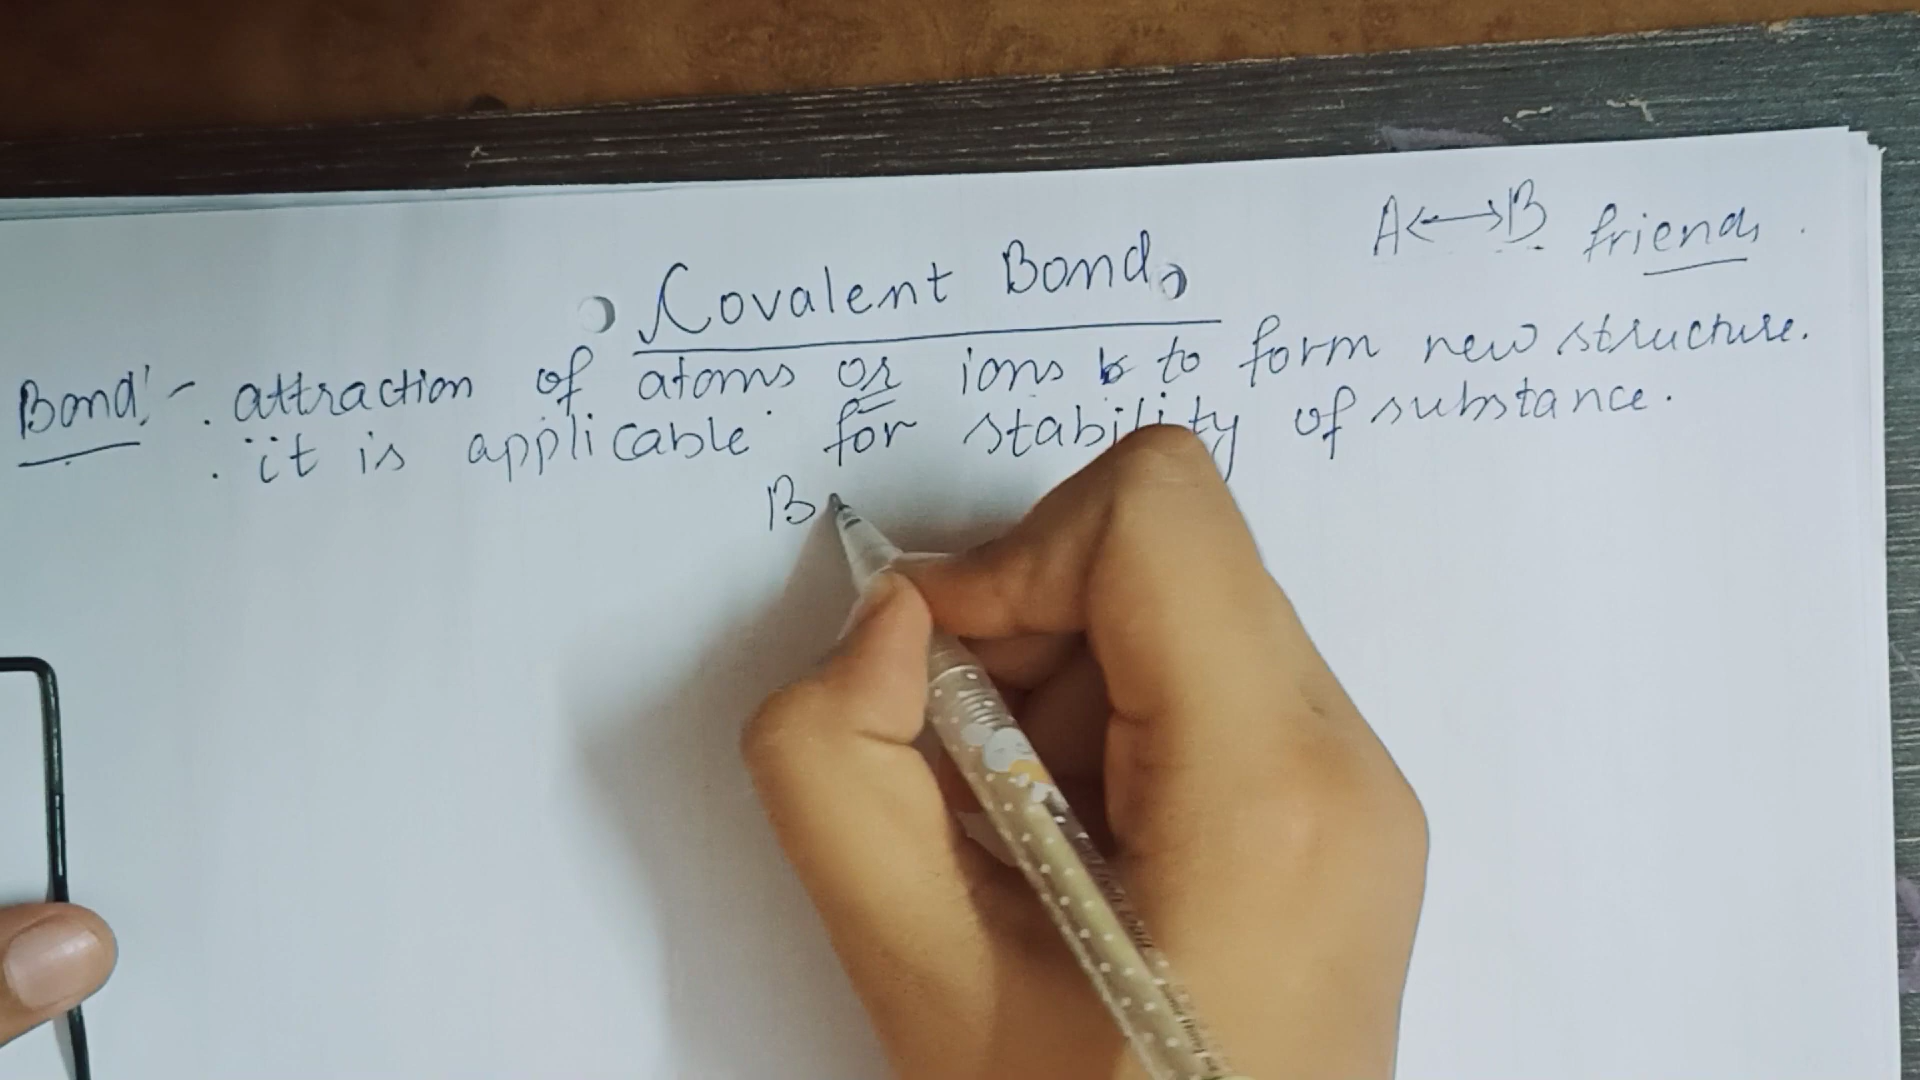 A⟷B friends.
Covalent Bond
Bond:- . attraction of atoms or ions to form new structure.
. it is applicable for stability of substance.
B